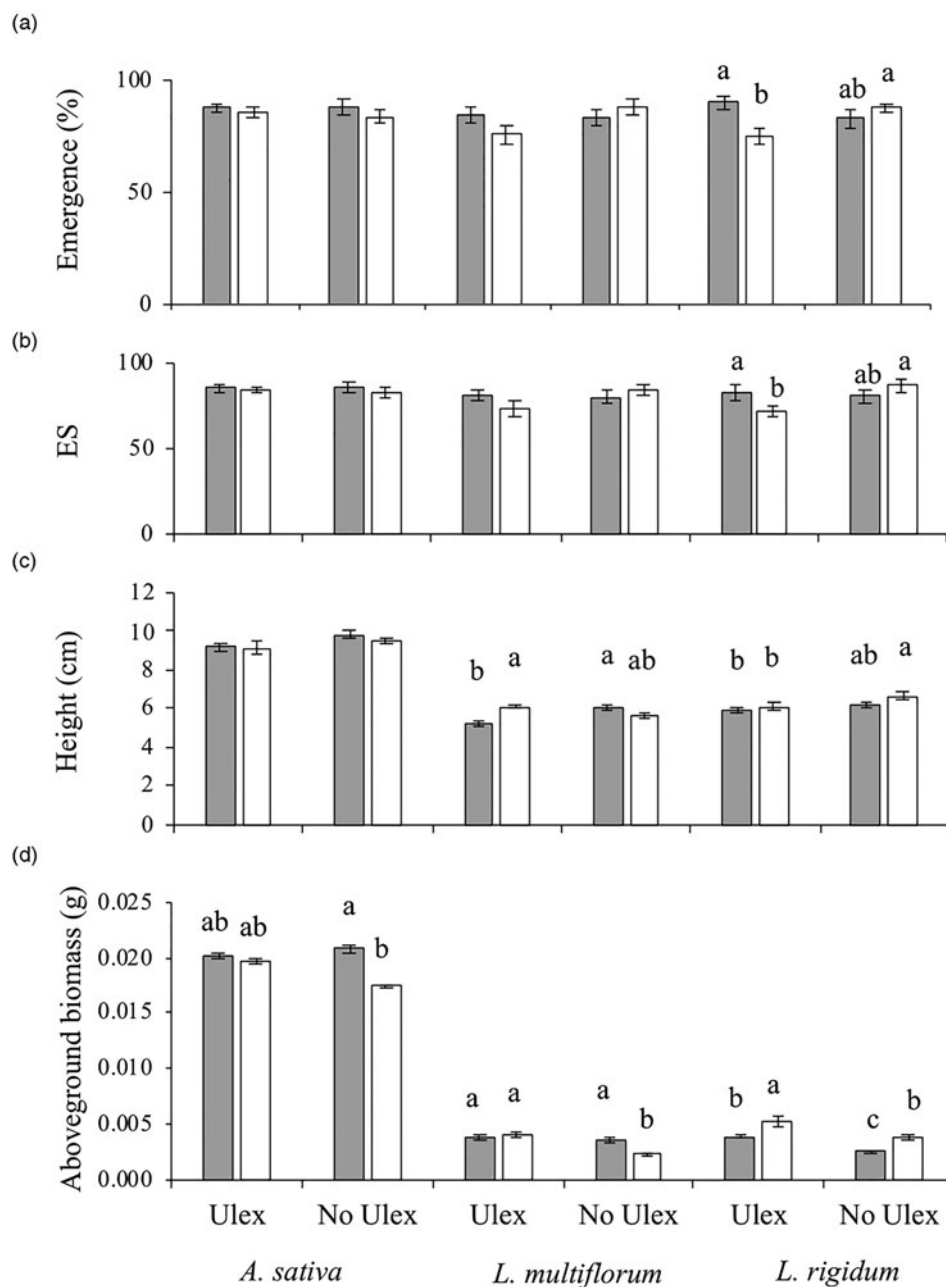 (a)
Emergence (%)
100
50
0
a
b
ab
a
(b)
ES
100
50
0
a
b
ab
a
(c)
Height (cm)
12
10
8
6
4
2
0
b
a
a
ab
b
b
ab
a
(d)
Aboveground biomass (g)
0.025
0.020
0.015
0.010
0.005
0.000
ab
ab
a
b
a
a
a
b
b
a
c
b
Ulex No Ulex Ulex No Ulex Ulex No Ulex
A. sativa L. multiflorum L. rigidum